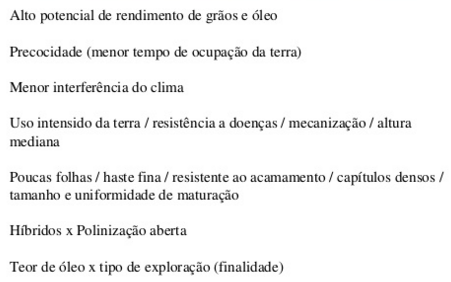 Alto potencial de rendimento de grãos e óleo
Precocidade (menor tempo de ocupação da terra)
Menor interferência do clima
Uso intensido da terra / resistência a doenças / mecanização / altura
mediana
Poucas folhas / haste fina / resistente ao acamamento / capítulos densos /
tamanho e uniformidade de maturação
Híbridos x Polinização aberta
Teor de óleo x tipo de exploração (finalidade)